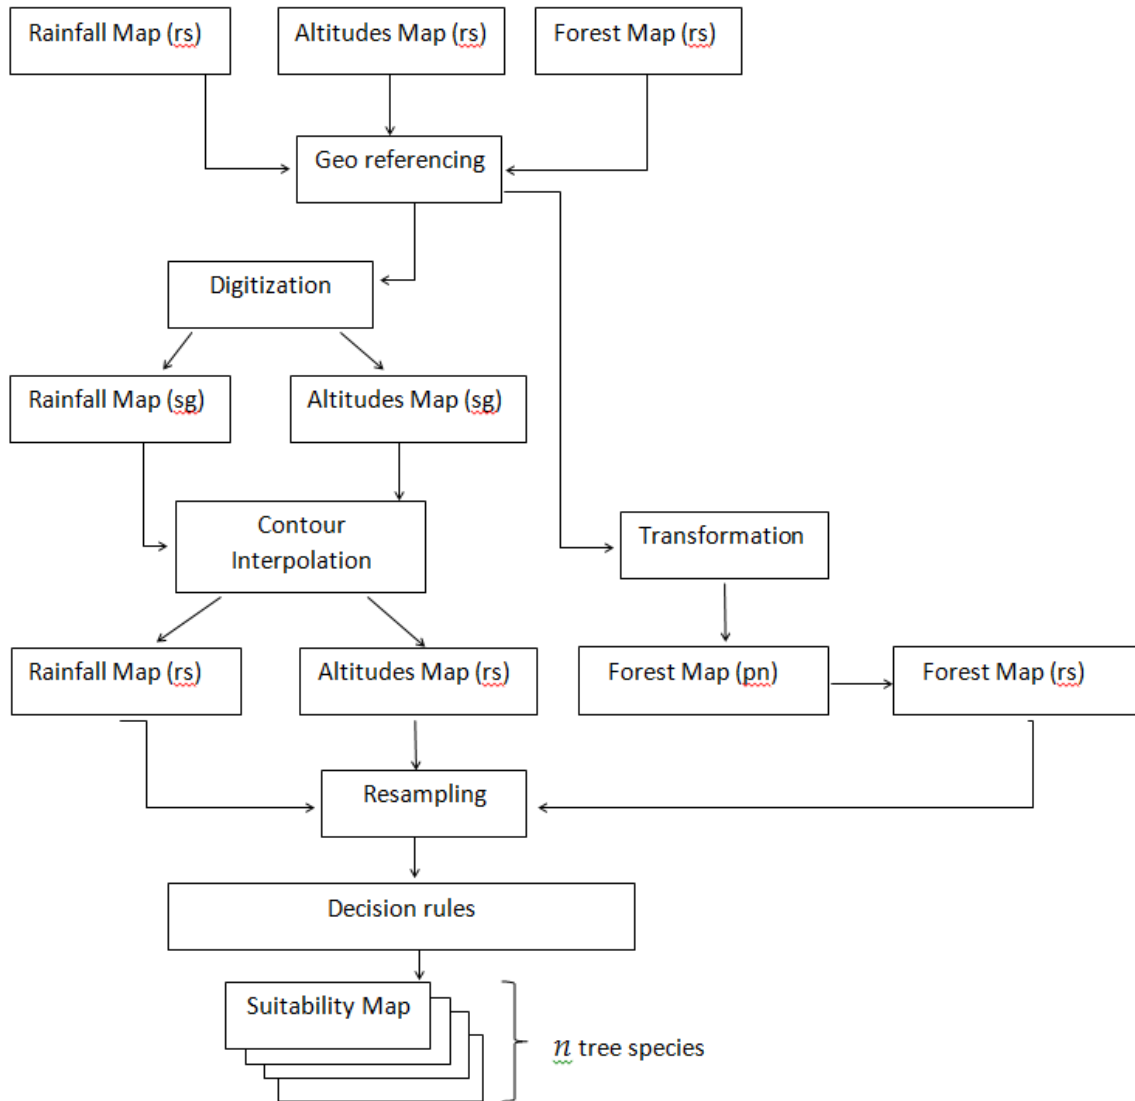 Rainfall Map (rs)
Altitudes Map (rs)
Forest Map (rs)
Geo referencing
Digitization
Rainfall Map (sg)
Altitudes Map (sg)
Contour
Interpolation
Transformation
Rainfall Map (rs)
Altitudes Map (rs)
Forest Map (pn)
Forest Map (rs)
Resampling
Decision rules
Suitability Map
n tree species